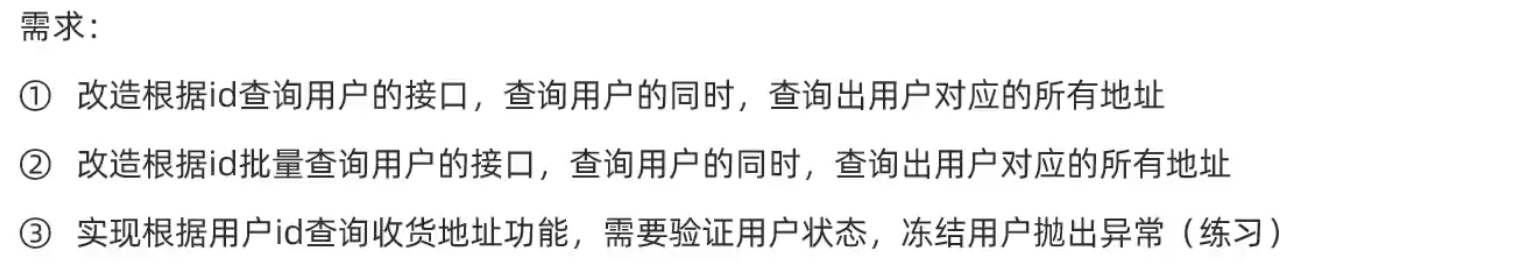 需求：
① 改造根据id查询用户的接口，查询用户的同时，查询出用户对应的所有地址
② 改造根据id批量查询用户的接口，查询用户的同时，查询出用户对应的所有地址
③ 实现根据用户id查询收货地址功能，需要验证用户状态，冻结用户抛出异常（练习）